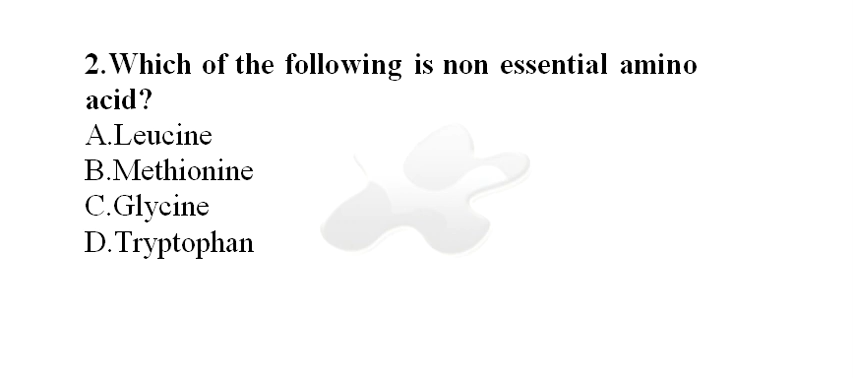 2.Which of the following is non essential amino
acid?
A.Leucine
B.Methionine
C.Glycine
D.Tryptophan